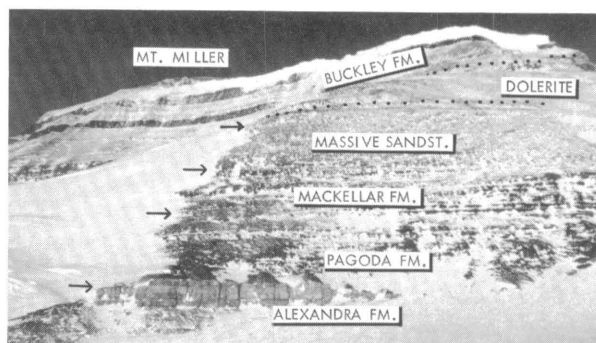 MT. MILLER
BUCKLEY FM.
DOLERITE
MASSIVE SANDST.
MACKELLAR FM.
PAGODA FM.
ALEXANDRA FM.